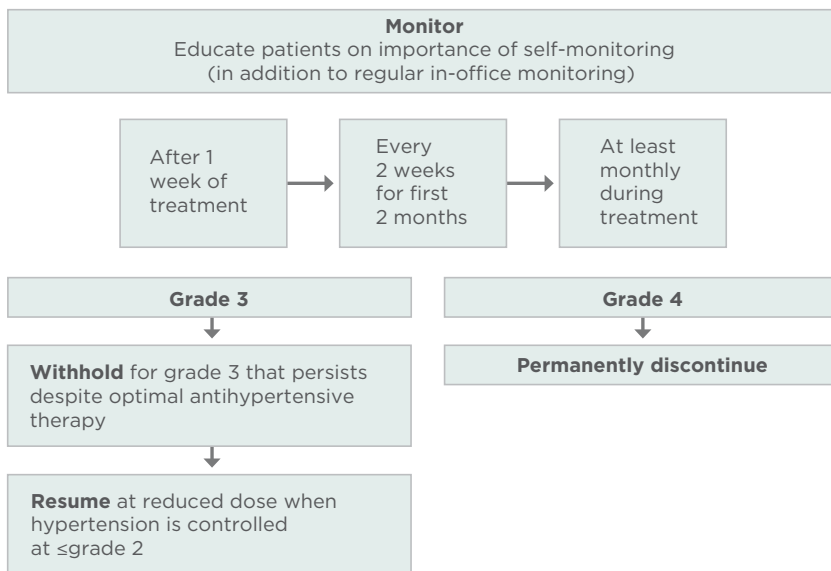 Monitor
Educate patients on importance of self-monitoring
(in addition to regular in-office monitoring)
After 1
week of
treatment
Every
2 weeks
for first
2 months
At least
monthly
during
treatment
Grade 3
Withhold for grade 3 that persists
despite optimal antihypertensive
therapy
Resume at reduced dose when
hypertension is controlled
at ≤grade 2
Grade 4
Permanently discontinue